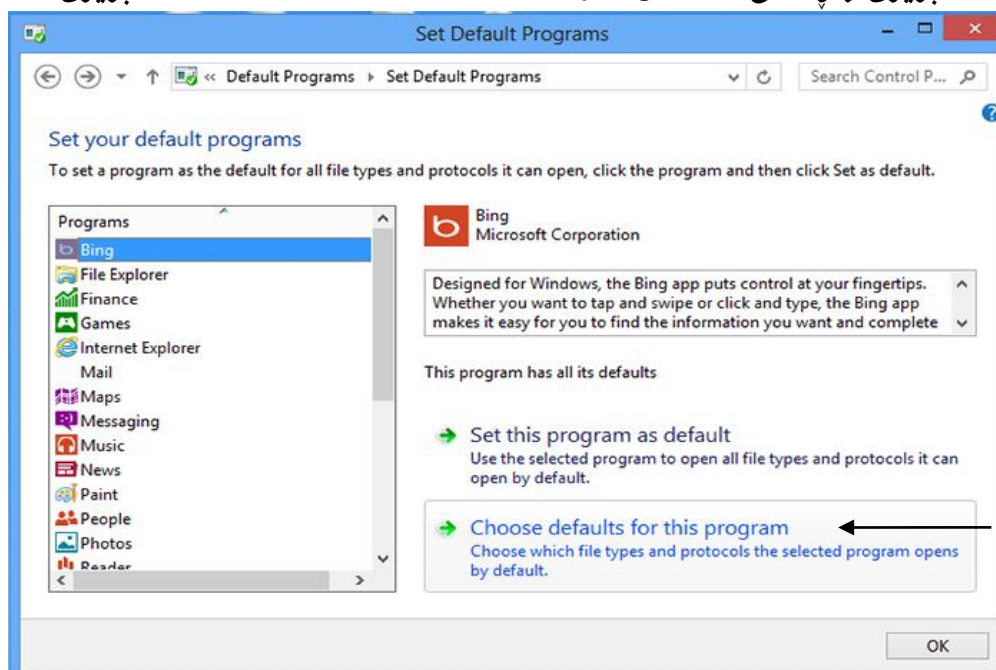 Set Default Programs
« Default Programs ▸ Set Default Programs
Search Control P...
Set your default programs
To set a program as the default for all file types and protocols it can open, click the program and then click Set as default.
Programs
Bing
File Explorer
Finance
Games
Internet Explorer
Mail
Maps
Messaging
Music
News
Paint
People
Photos
Reader
Bing
Microsoft Corporation
Designed for Windows, the Bing app puts control at your fingertips.
Whether you want to tap and swipe or click and type, the Bing app
makes it easy for you to find the information you want and complete
This program has all its defaults
Set this program as default
Use the selected program to open all file types and protocols it can
open by default.
Choose defaults for this program
Choose which file types and protocols the selected program opens
by default.
OK